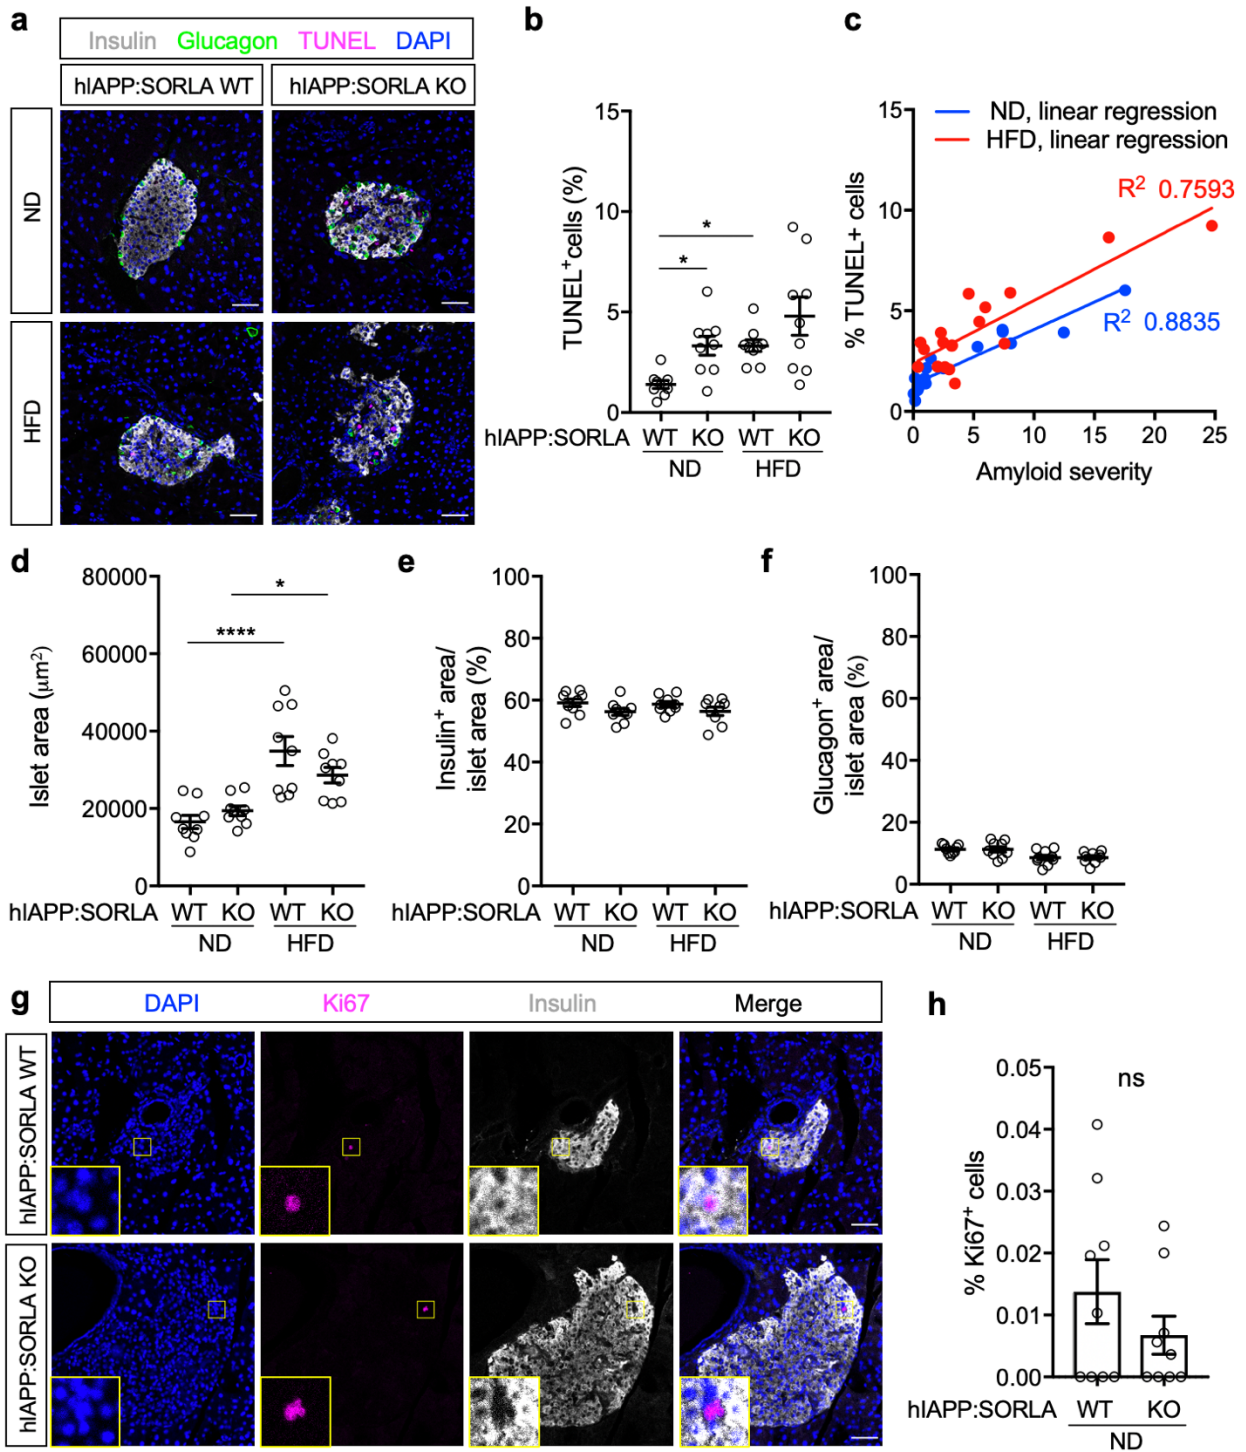 a
Insulin Glucagon TUNEL DAPI
hIAPP:SORLA WT hIAPP:SORLA KO
ND
HFD
b
TUNEL⁺cells (%)
15
10
5
0
*
*
hIAPP:SORLA WT KO WT KO
ND HFD
c
% TUNEL+ cells
15
10
5
0
ND, linear regression
HFD, linear regression
R² 0.7593
R² 0.8835
0 5 10 15 20 25
Amyloid severity
d
Islet area (μm²)
80000
60000
40000
20000
0
*
****
hIAPP:SORLA WT KO WT KO
ND HFD
e
Insulin⁺ area/
islet area (%)
100
80
60
40
20
0
hIAPP:SORLA WT KO WT KO
ND HFD
f
Glucagon⁺ area/
islet area (%)
100
80
60
40
20
0
hIAPP:SORLA WT KO WT KO
ND HFD
g
DAPI Ki67 Insulin Merge
hIAPP:SORLA WT
hIAPP:SORLA KO
h
% Ki67⁺ cells
0.05
0.04
0.03
0.02
0.01
0.00
ns
hIAPP:SORLA WT KO
ND